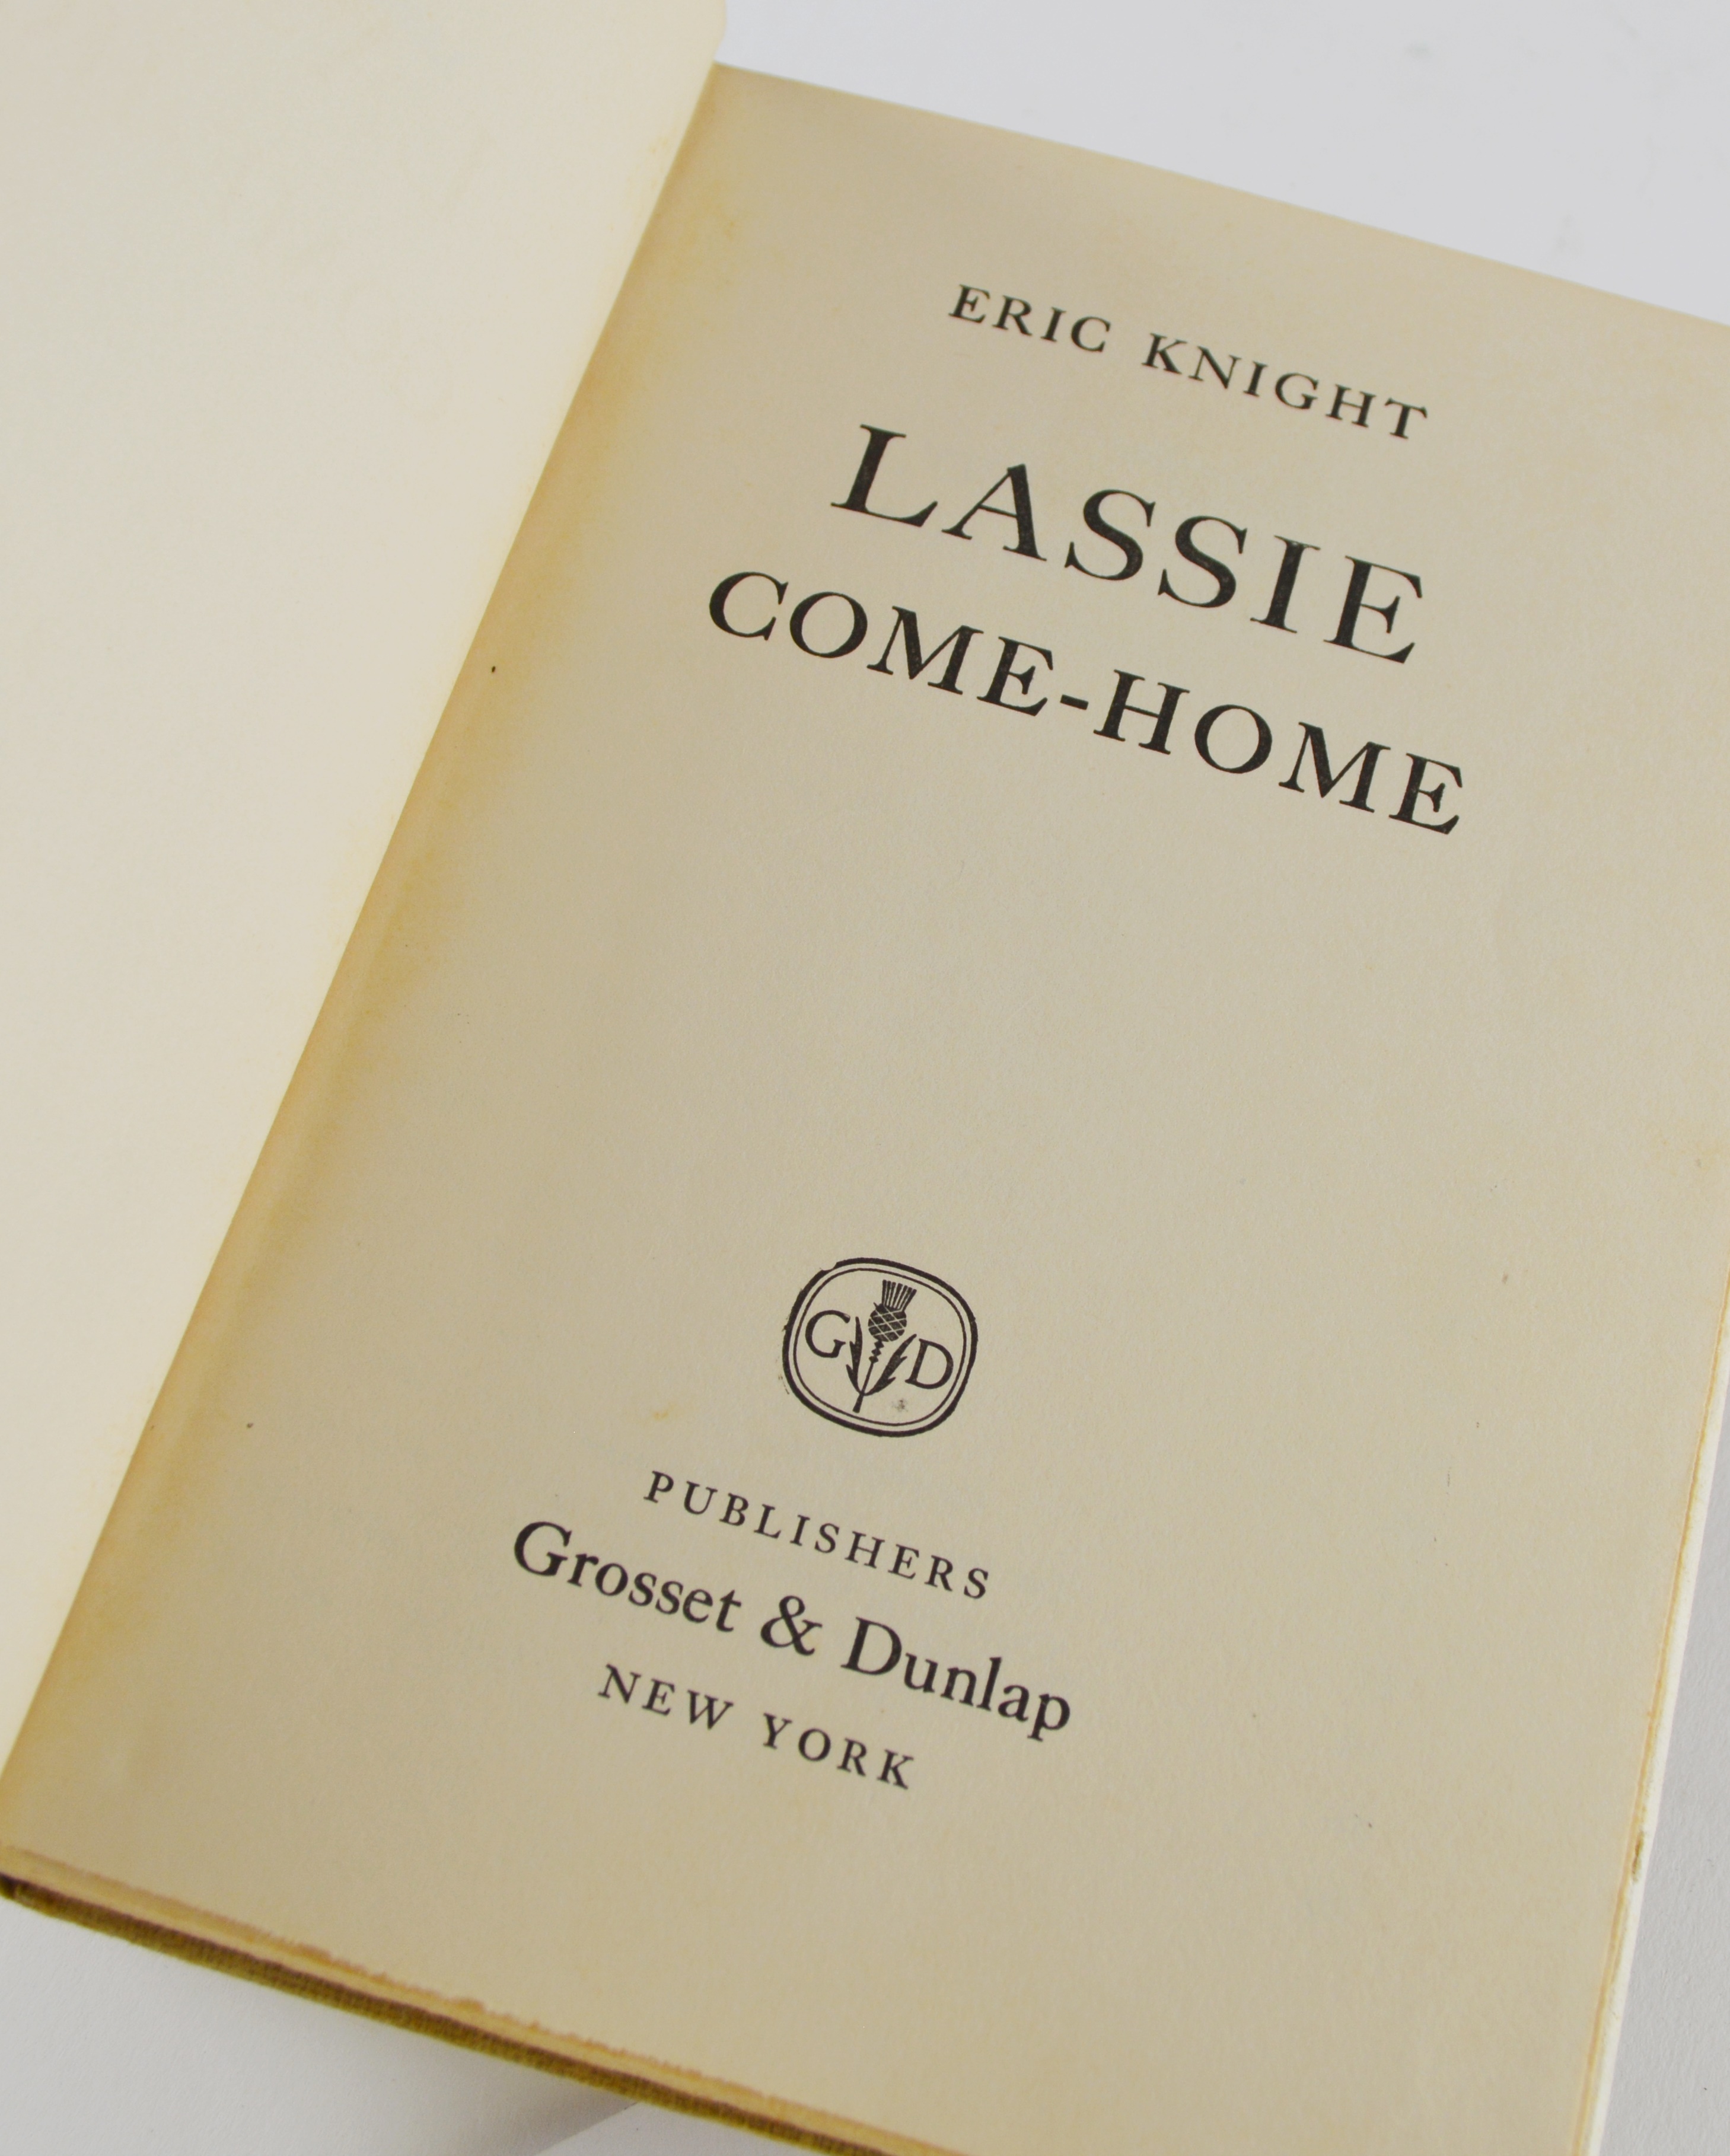 ERIC KNIGHT
LASSIE
COME-HOME
G D
PUBLISHERS
Grosset & Dunlap
NEW YORK